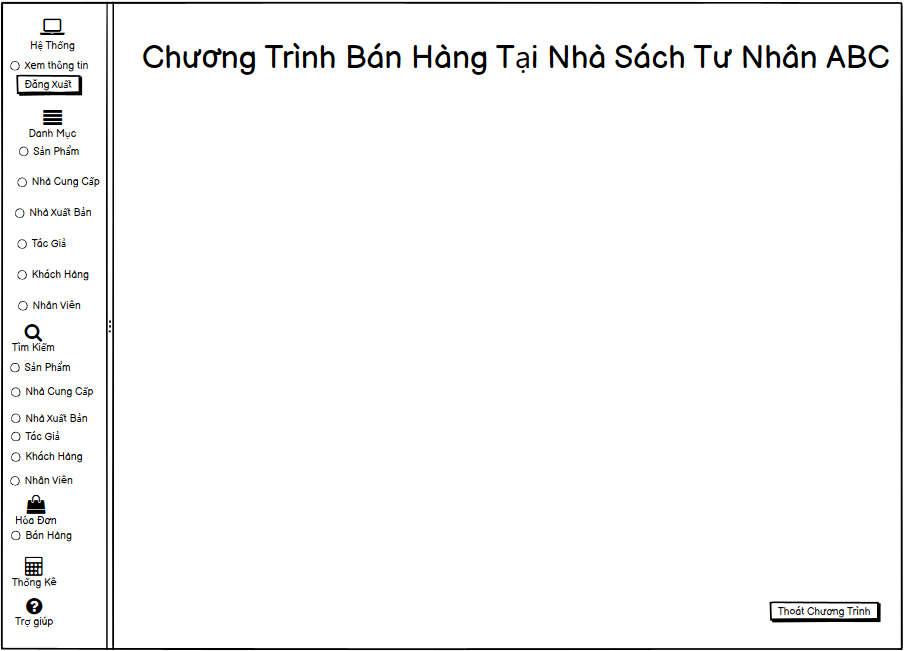 Hệ Thống
Xem thông tin
Đăng Xuất
Danh Mục
Sản Phẩm
Nhà Cung Cấp
Nhà Xuất Bản
Tác Giả
Khách Hàng
Nhân Viên
Tìm Kiếm
Sản Phẩm
Nhà Cung Cấp
Nhà Xuất Bản
Tác Giả
Khách Hàng
Nhân Viên
Hóa Đơn
Bán Hàng
Thống Kê
Trợ giúp
Chương Trình Bán Hàng Tại Nhà Sách Tư Nhân ABC
Thoát Chương Trình